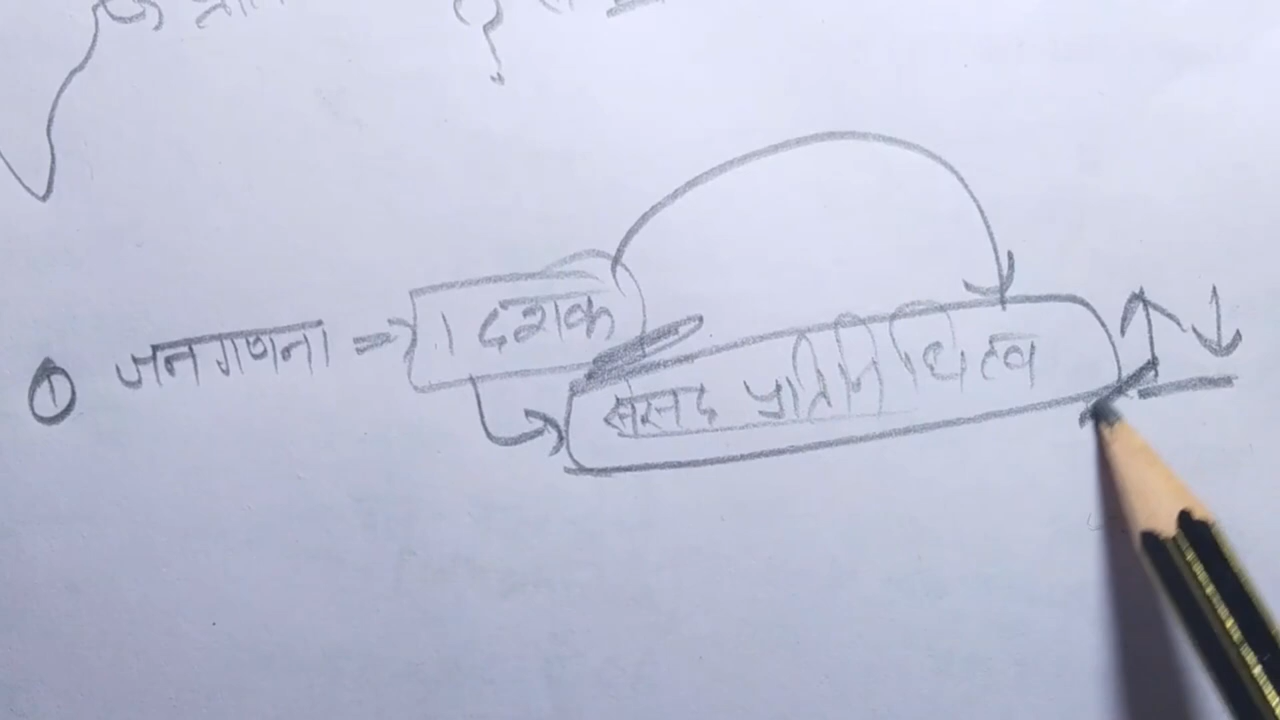 ① जनगणना ⇒ 1 दशक
संसद प्रतिनिधित्व ↑ ↓